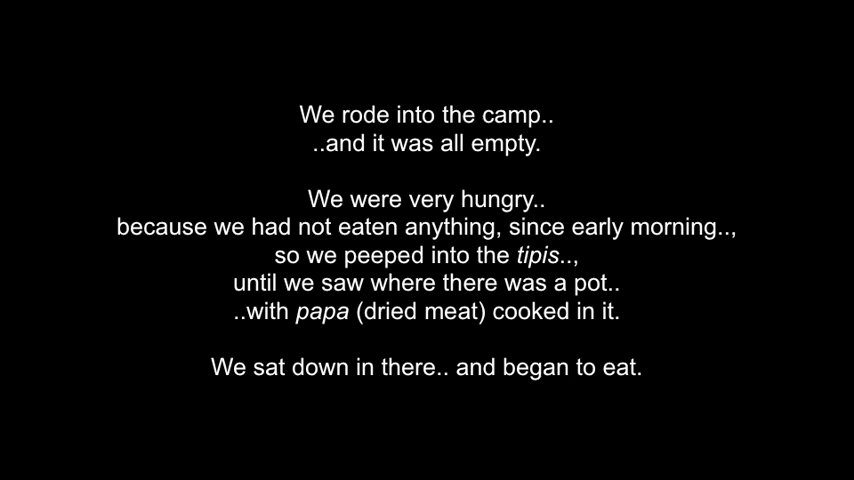 We rode into the camp..
..and it was all empty.
We were very hungry..
because we had not eaten anything, since early morning..,
so we peeped into the tipis..,
until we saw where there was a pot..
..with papa (dried meat) cooked in it.
We sat down in there.. and began to eat.